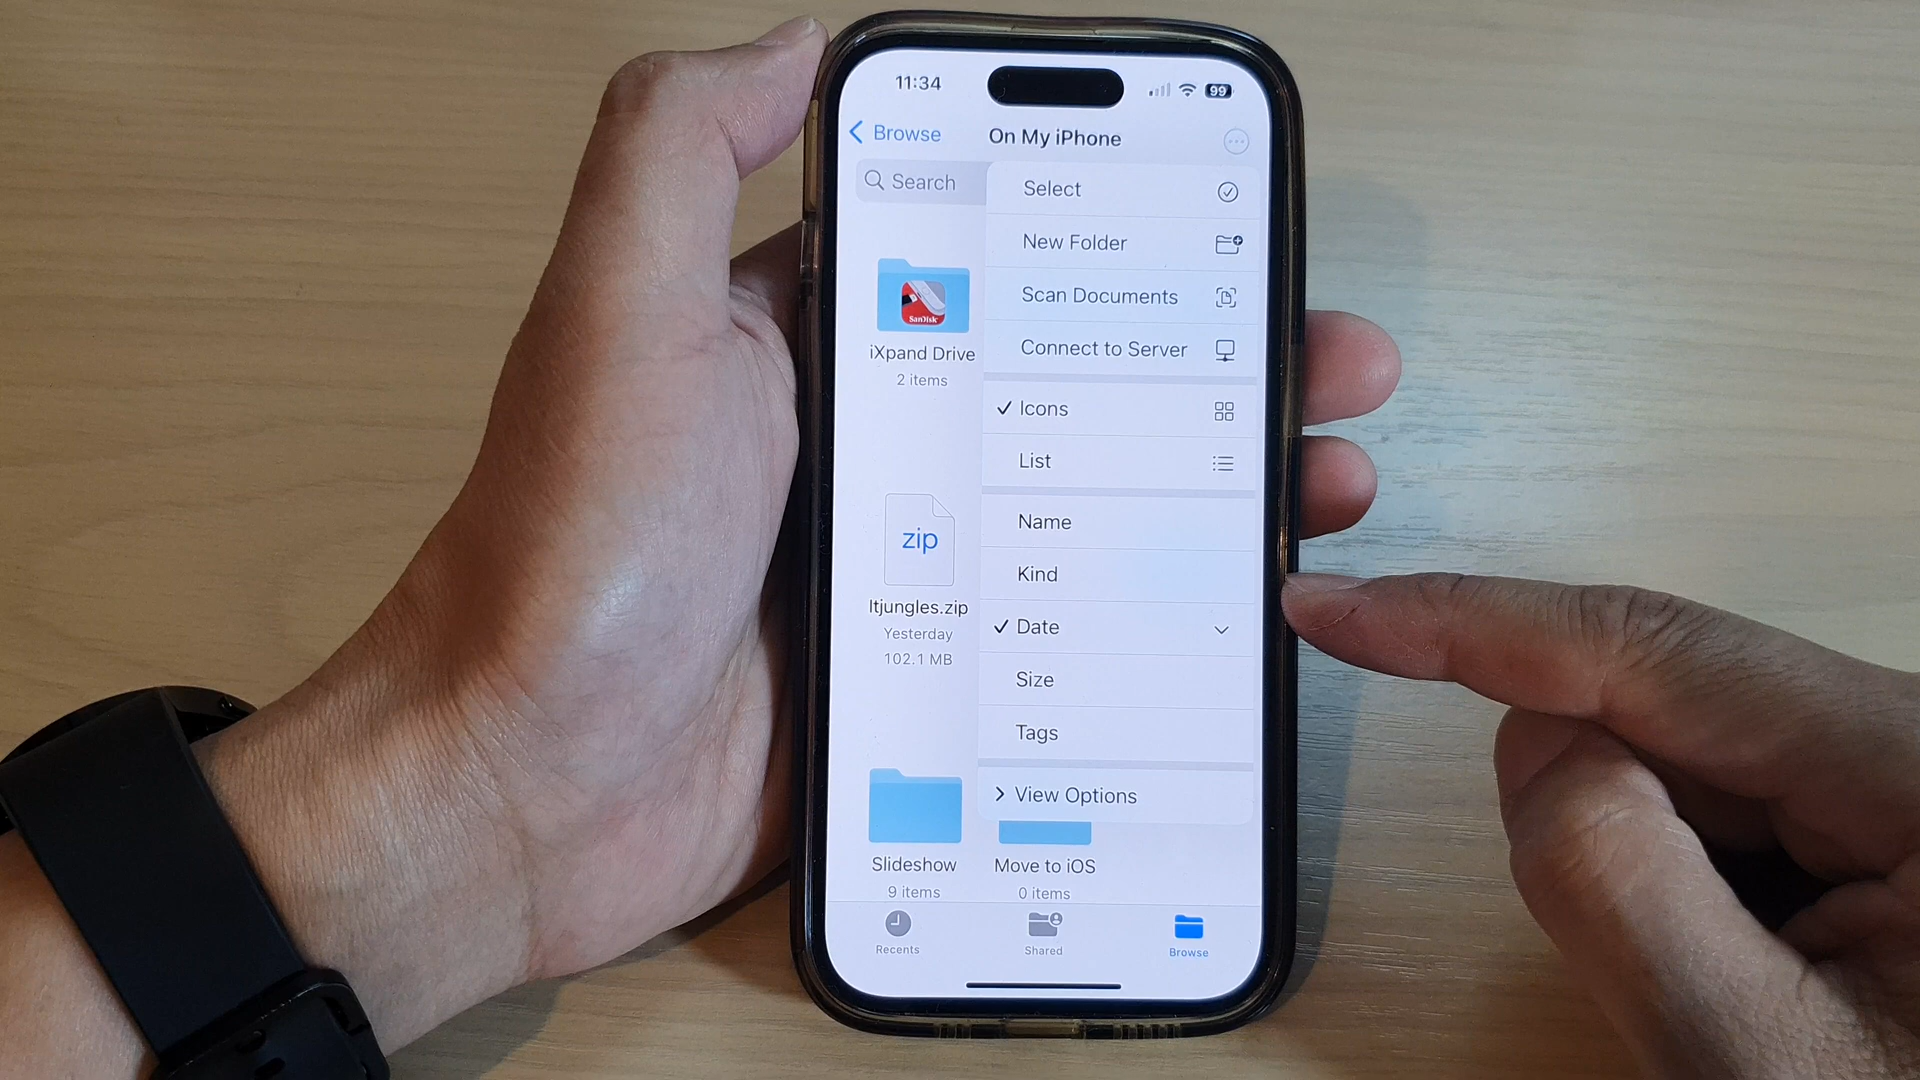 11:34
99
Browse
On My iPhone
Search
Select
New Folder
Scan Documents
Connect to Server
Icons
List
Name
Kind
Date
Size
Tags
View Options
SanDisk
iXpand Drive
2 items
zip
Itjungles.zip
Yesterday
102.1 MB
Slideshow
9 items
Move to iOS
0 items
Recents
Shared
Browse